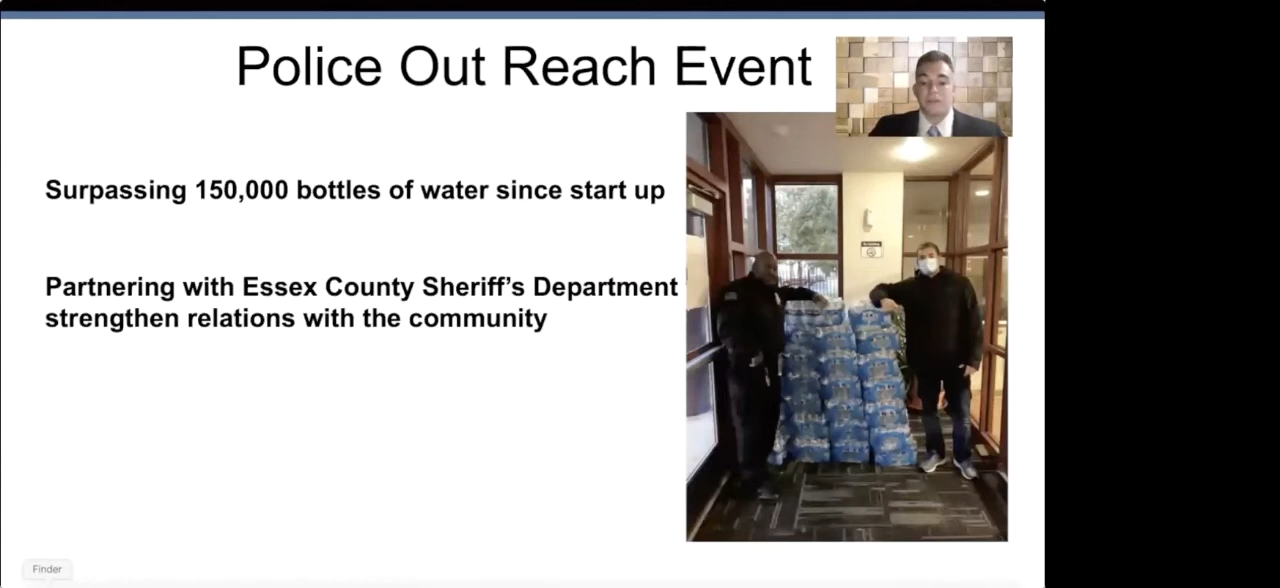 Police Out Reach Event
Surpassing 150,000 bottles of water since start up
Partnering with Essex County Sheriff's Department
strengthen relations with the community
Finder